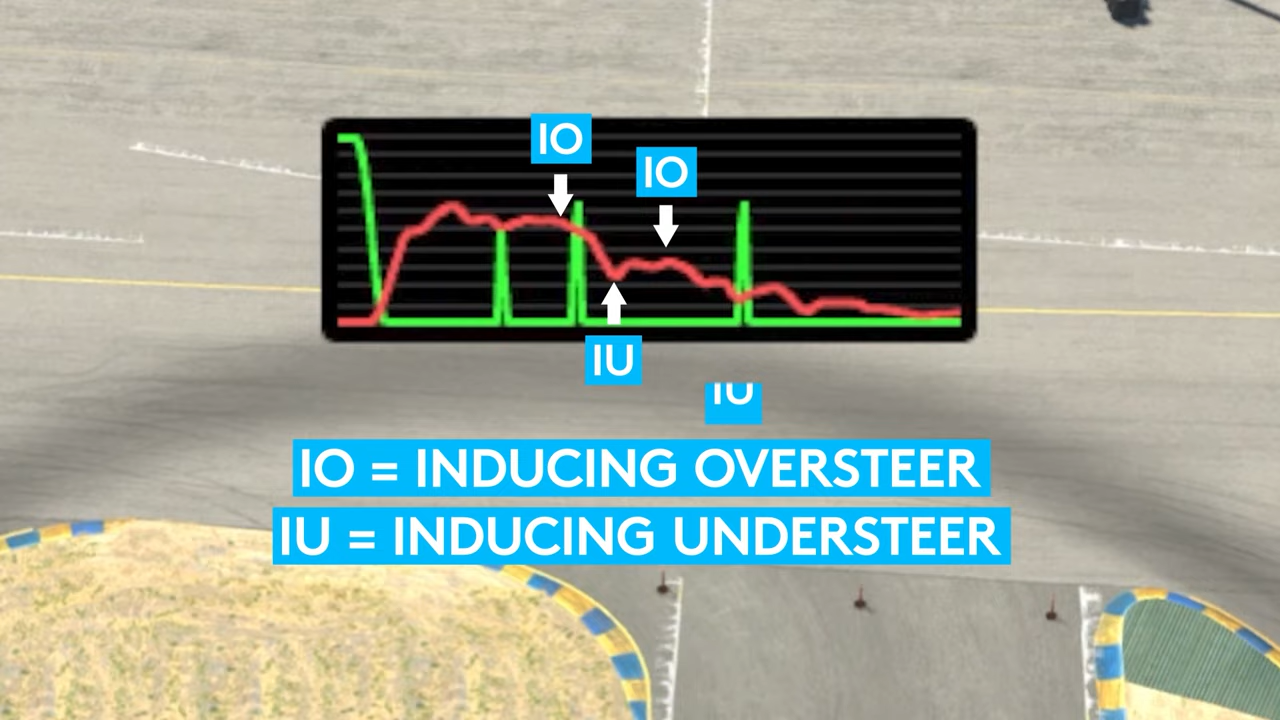 IO
IO
IU
IU
IO = INDUCING OVERSTEER
IU = INDUCING UNDERSTEER